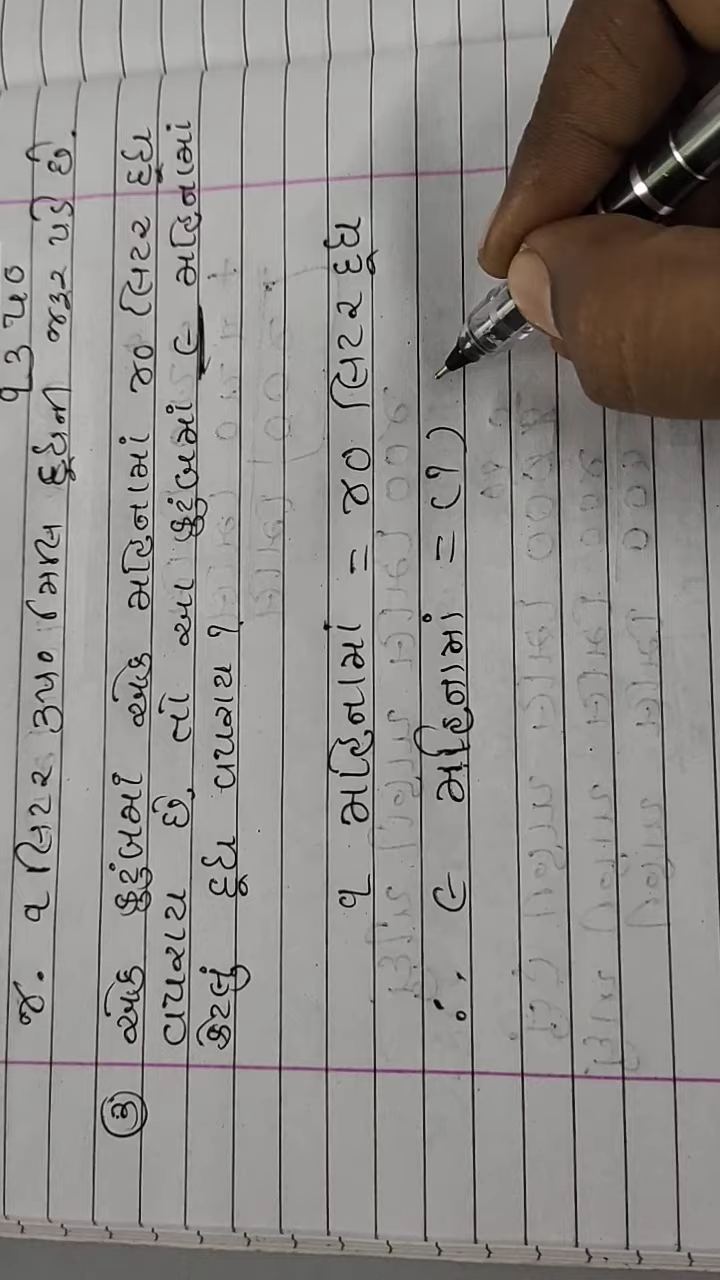 ૧૩૫૦
જ. ૧ લિટર ૩૫૦ મિલિ દૂધની જરૂર પડે છે.
૩ એક કુટુંબમાં એક મહિનામાં ૪૦ લિટર દૂધ
વપરાય છે, તો આ કુટુંબમાં ૯ મહિનામાં
કેટલું દૂધ વપરાય ?
૧ મહિનામાં = ૪૦ લિટર દૂધ
∴ ૯ મહિનામાં = (?)